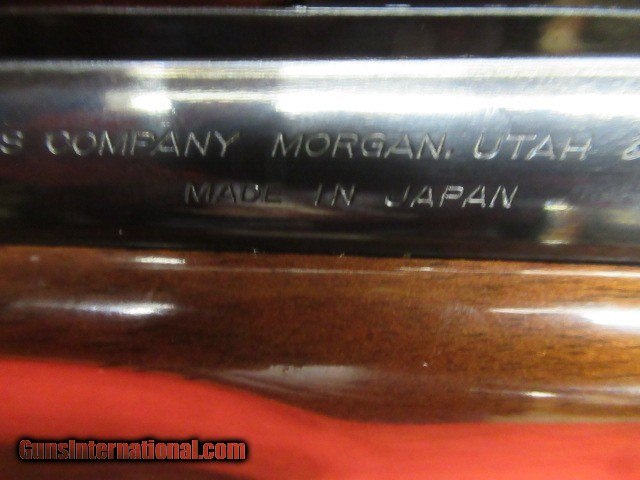 S COMPANY MORGAN, UTAH &
MADE IN JAPAN
GunsInternational.com